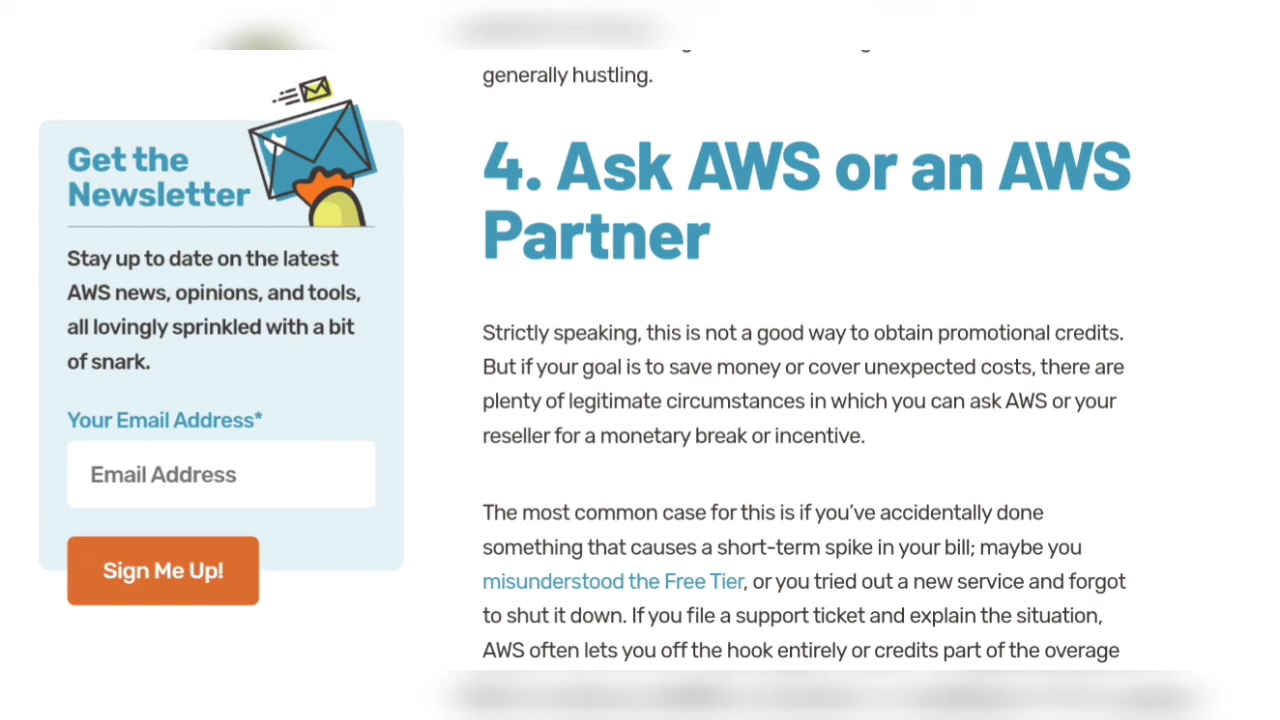 generally hustling.
4. Ask AWS or an AWS
Partner
Get the
Newsletter
Stay up to date on the latest
AWS news, opinions, and tools,
all lovingly sprinkled with a bit
of snark.
Your Email Address*
Email Address
Sign Me Up!
Strictly speaking, this is not a good way to obtain promotional credits.
But if your goal is to save money or cover unexpected costs, there are
plenty of legitimate circumstances in which you can ask AWS or your
reseller for a monetary break or incentive.
The most common case for this is if you’ve accidentally done
something that causes a short-term spike in your bill; maybe you
misunderstood the Free Tier, or you tried out a new service and forgot
to shut it down. If you file a support ticket and explain the situation,
AWS often lets you off the hook entirely or credits part of the overage